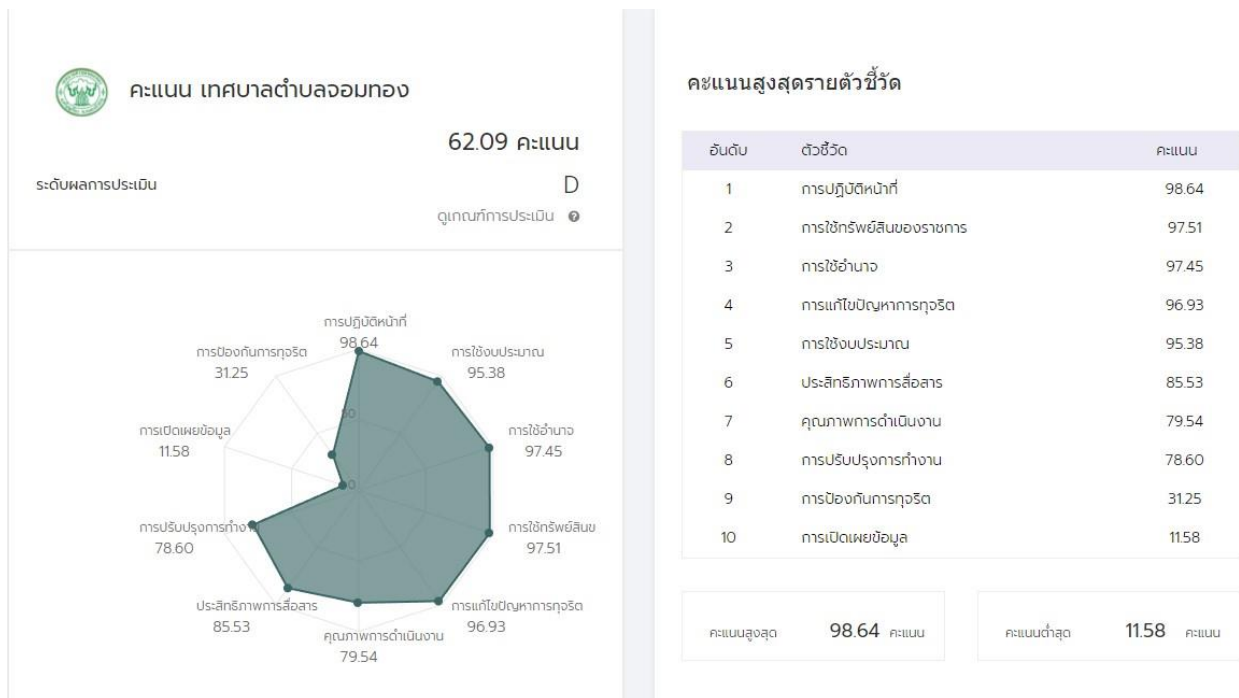 คะแนน เทศบาลตำบลจอมทอง
62.09 คะแนน
ระดับผลการประเมิน D
ดูเกณฑ์การประเมิน
การปฏิบัติหน้าที่
98.64
การใช้งบประมาณ
95.38
การใช้อำนาจ
97.45
การใช้ทรัพย์สินข
97.51
การแก้ไขปัญหาการทุจริต
96.93
คุณภาพการดำเนินงาน
79.54
ประสิทธิภาพการสื่อสาร
85.53
การปรับปรุงการทำงาน
78.60
การเปิดเผยข้อมูล
11.58
การป้องกันการทุจริต
31.25
50
0
คะแนนสูงสุดรายตัวชี้วัด
อันดับ ตัวชี้วัด คะแนน
1 การปฏิบัติหน้าที่ 98.64
2 การใช้ทรัพย์สินของราชการ 97.51
3 การใช้อำนาจ 97.45
4 การแก้ไขปัญหาการทุจริต 96.93
5 การใช้งบประมาณ 95.38
6 ประสิทธิภาพการสื่อสาร 85.53
7 คุณภาพการดำเนินงาน 79.54
8 การปรับปรุงการทำงาน 78.60
9 การป้องกันการทุจริต 31.25
10 การเปิดเผยข้อมูล 11.58
คะแนนสูงสุด 98.64 คะแนน
คะแนนต่ำสุด 11.58 คะแนน